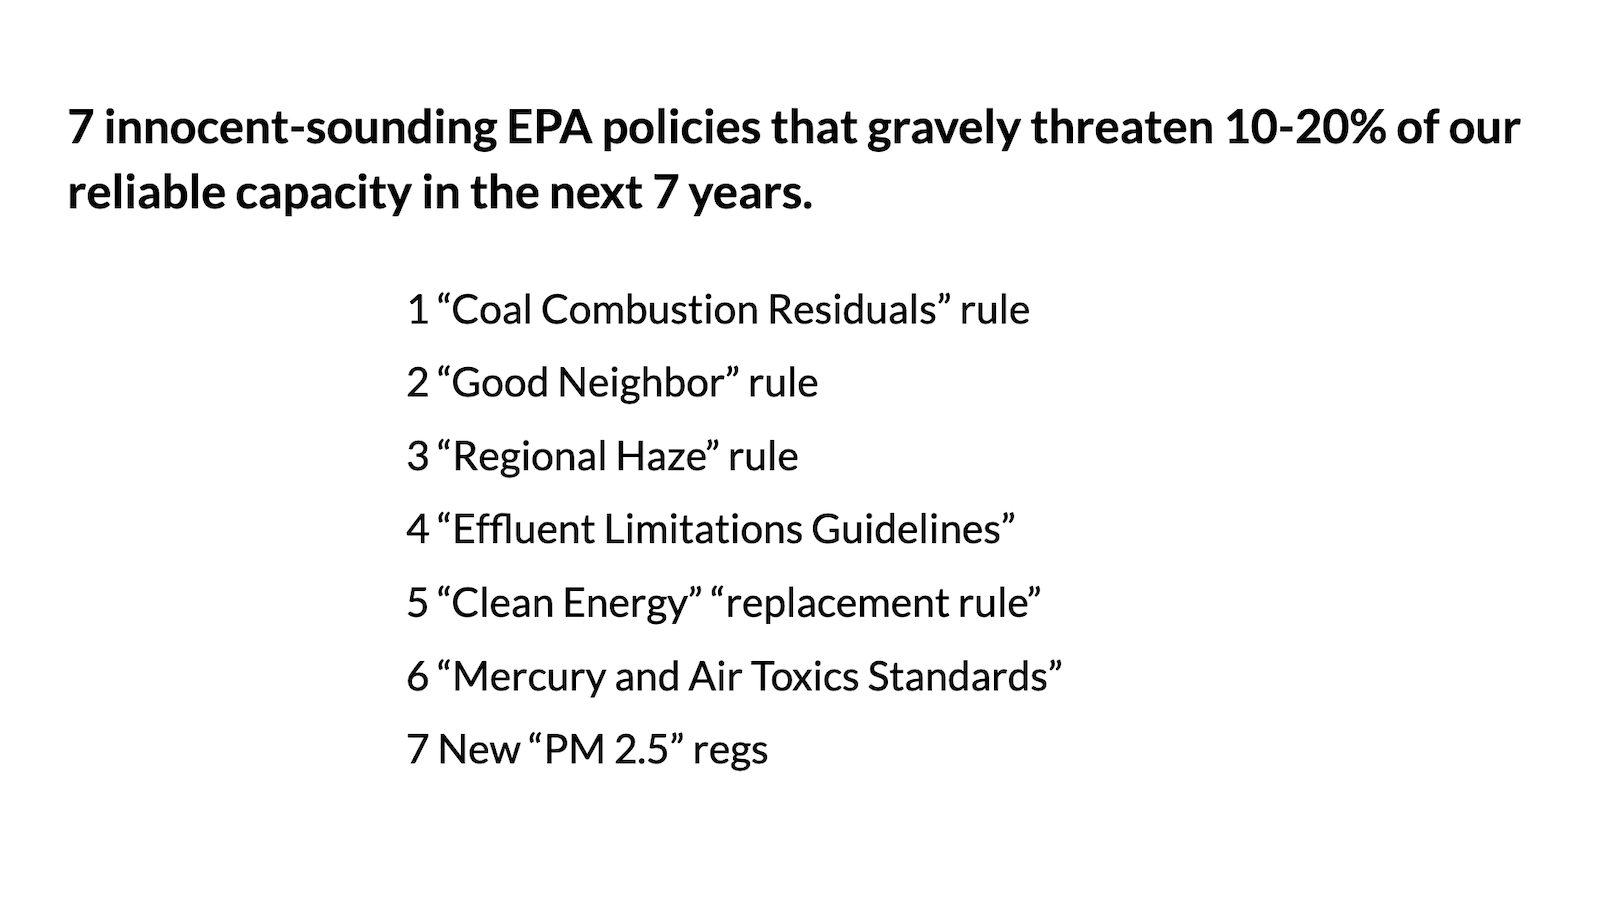 7 innocent-sounding EPA policies that gravely threaten 10-20% of our
reliable capacity in the next 7 years.
1 “Coal Combustion Residuals” rule
2 “Good Neighbor” rule
3 “Regional Haze” rule
4 “Effluent Limitations Guidelines”
5 “Clean Energy” “replacement rule”
6 “Mercury and Air Toxics Standards”
7 New “PM 2.5” regs